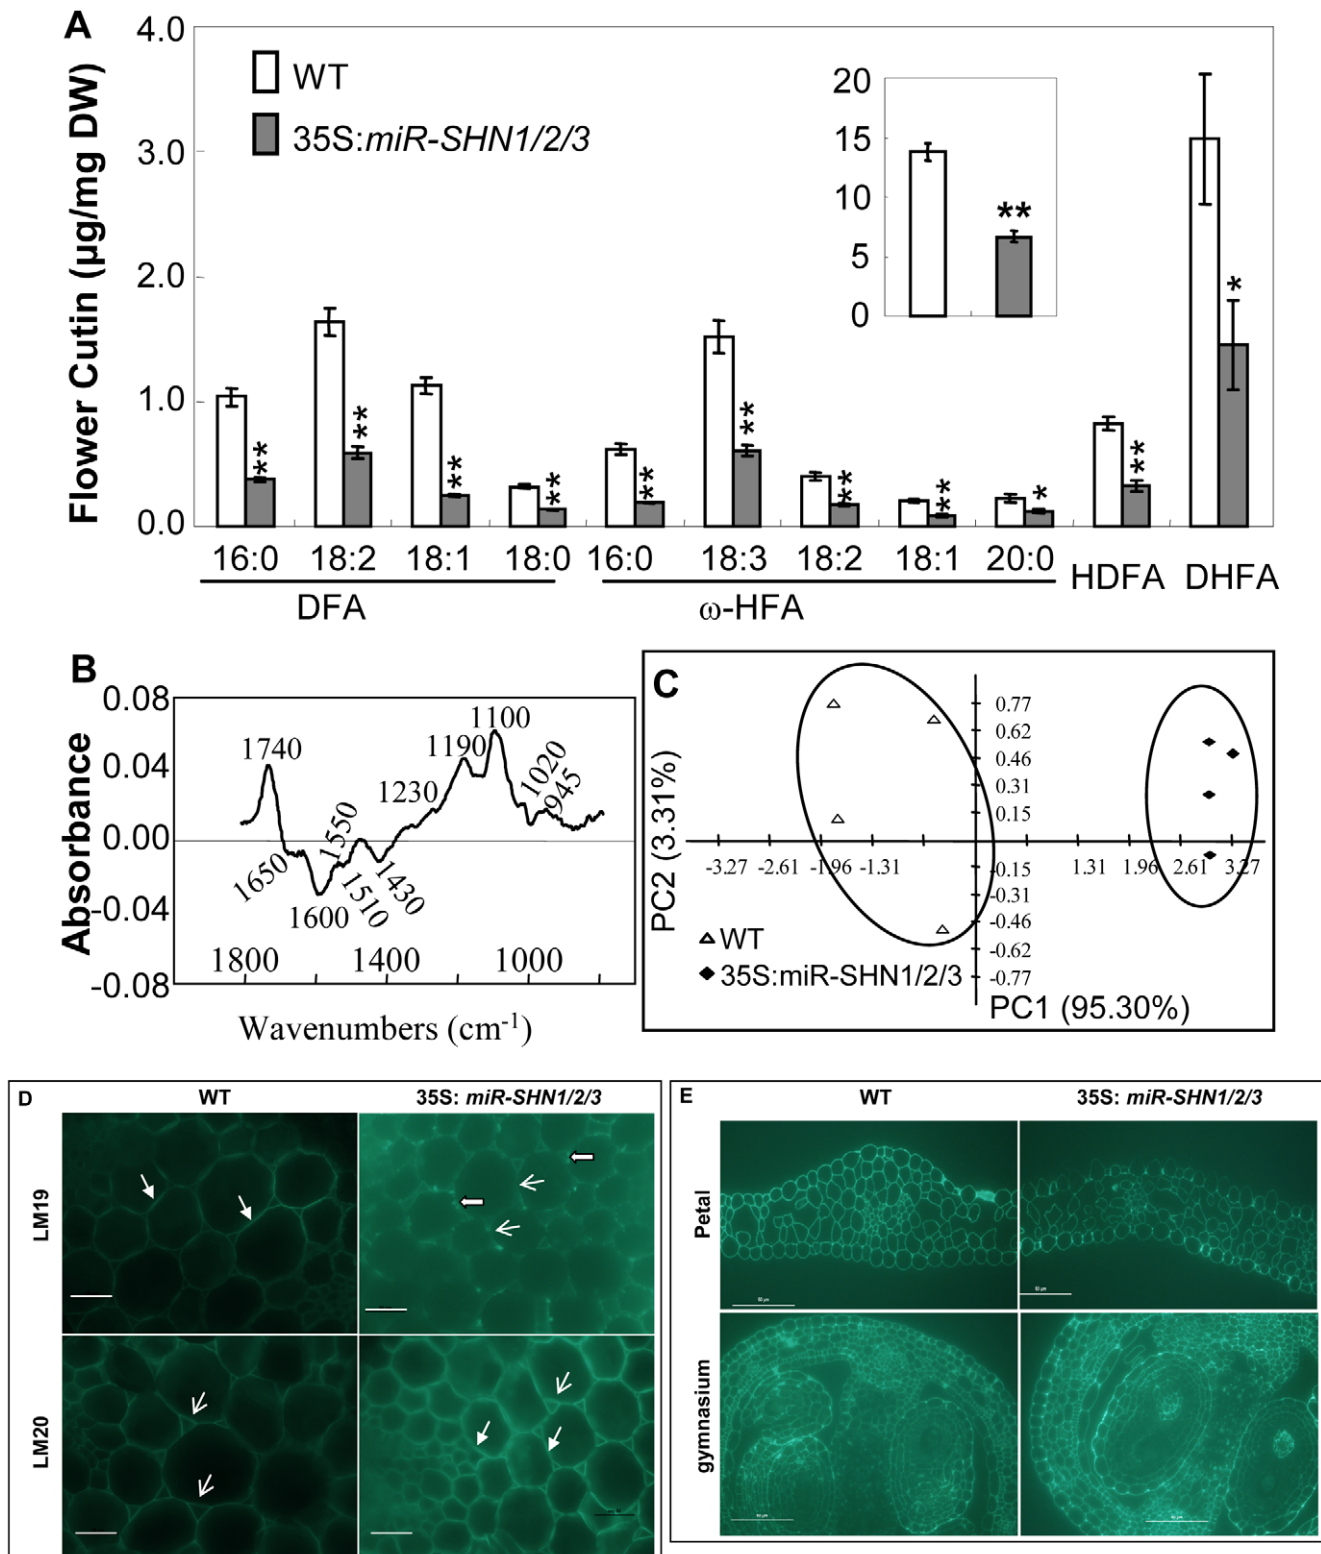 A
Flower Cutin (µg/mg DW)
4.0
3.0
2.0
1.0
0.0
WT
35S:miR-SHN1/2/3
20
15
10
5
0
**
** ** ** ** ** ** ** ** * ** *
16:0 18:2 18:1 18:0 16:0 18:3 18:2 18:1 20:0 HDFA DHFA
DFA ω-HFA
B
Absorbance
0.08
0.04
0.00
-0.04
-0.08
1740
1650
1600
1550
1510
1430
1230
1190
1100
1020
945
1800 1400 1000
Wavenumbers (cm-1)
C
PC2 (3.31%)
0.77
0.62
0.46
0.31
0.15
-3.27 -2.61 -1.96 -1.31 1.31 1.96 2.61 3.27
-0.15
-0.31
-0.46
-0.62
-0.77
WT
35S:miR-SHN1/2/3
PC1 (95.30%)
D
WT 35S: miR-SHN1/2/3
LM19
LM20
E
WT 35S: miR-SHN1/2/3
Petal
gymnasium